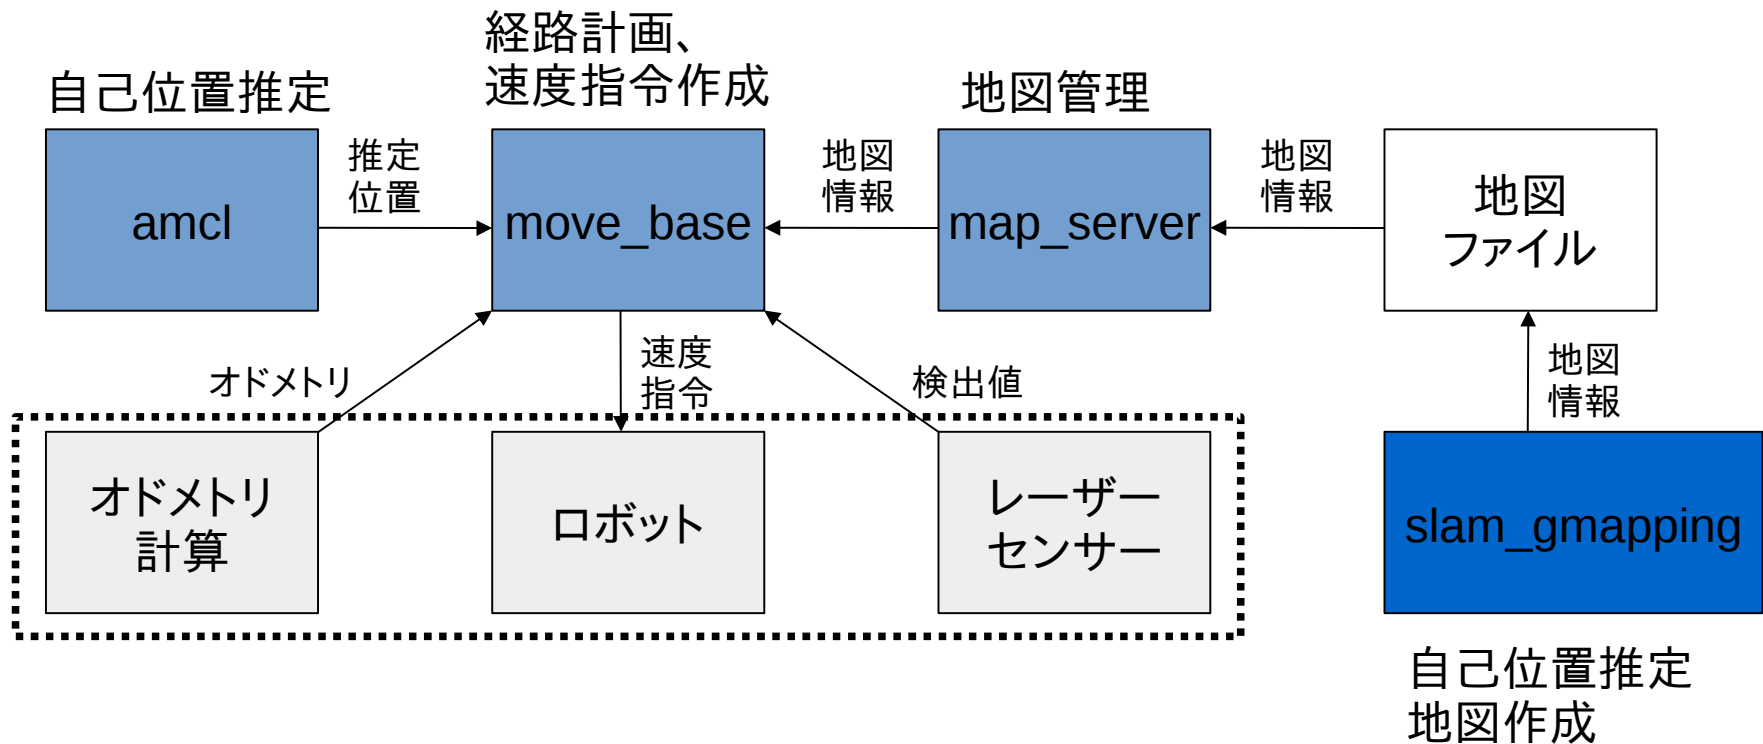 経路計画、
速度指令作成
自己位置推定
地図管理
推定
位置
地図
情報
地図
情報
amcl
move_base
map_server
地図
ファイル
オドメトリ
速度
指令
検出値
地図
情報
オドメトリ
計算
ロボット
レーザー
センサー
slam_gmapping
自己位置推定
地図作成